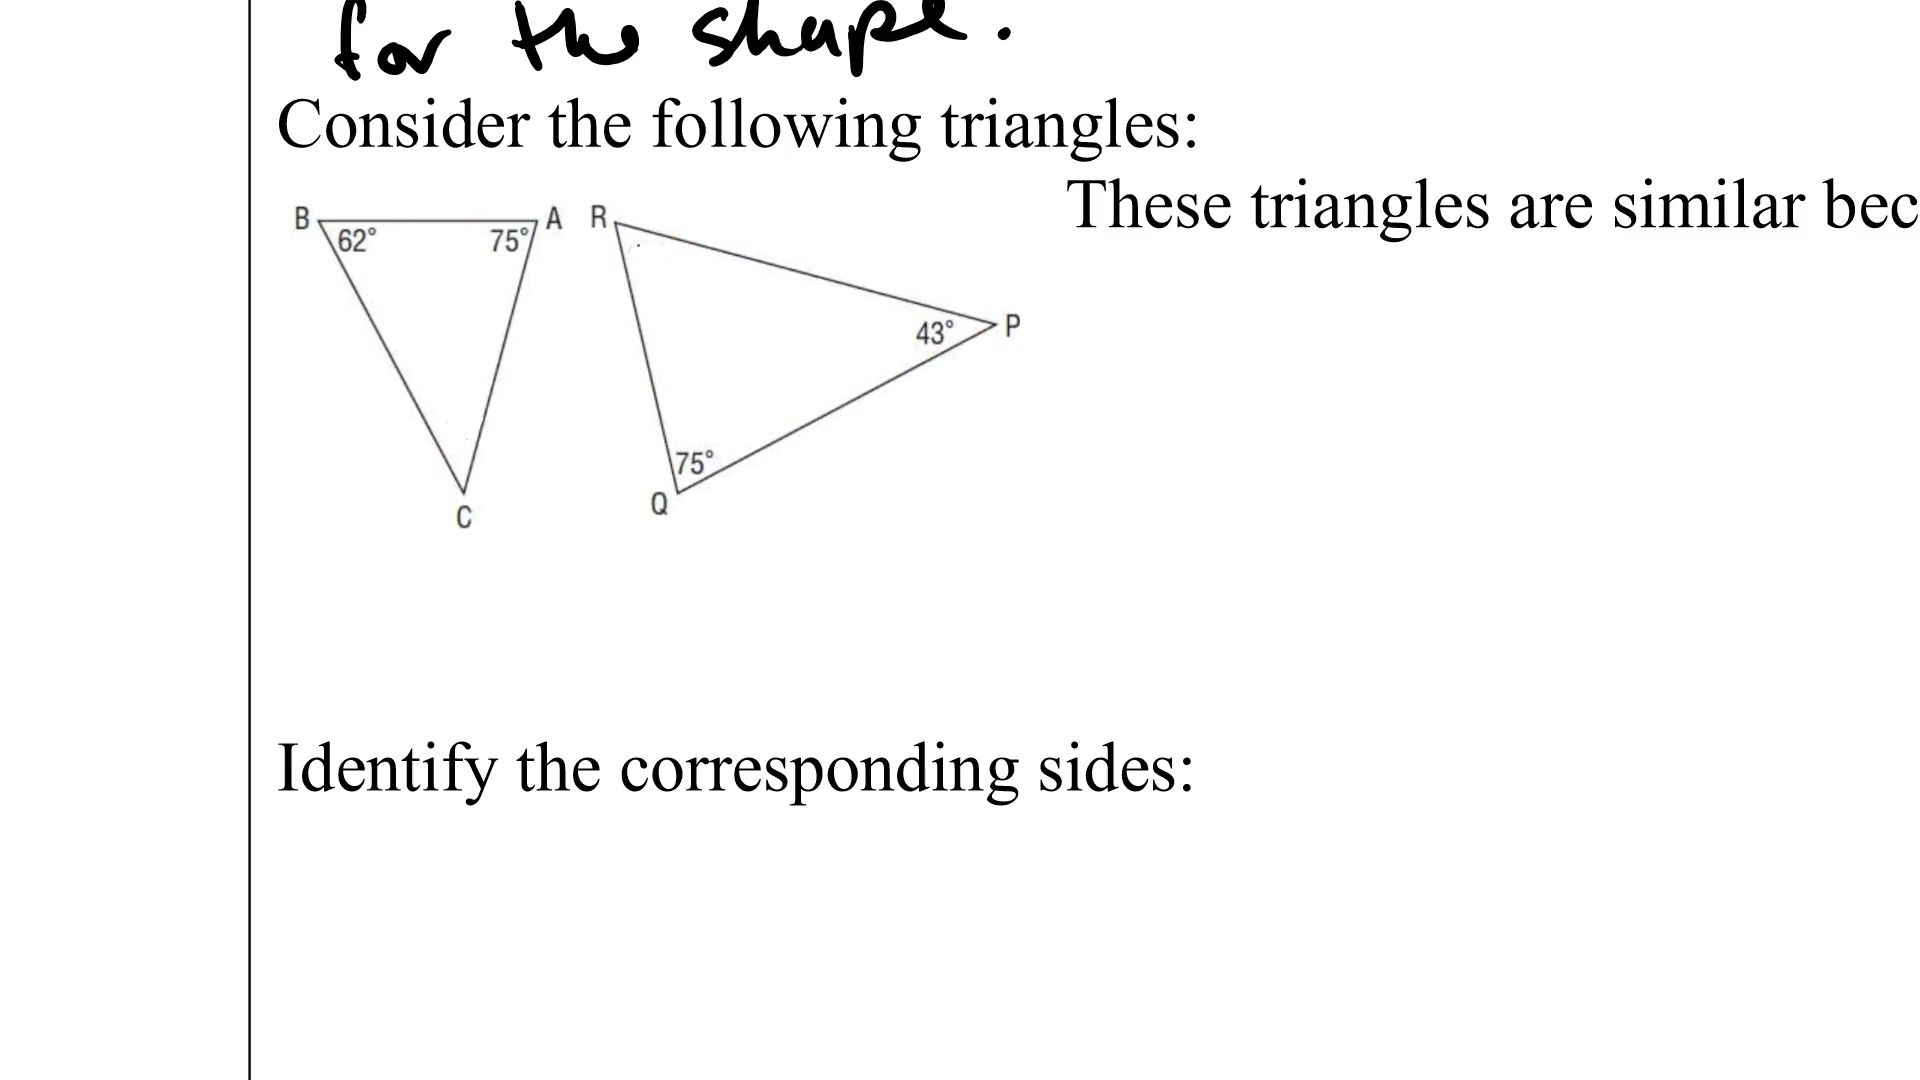 for the shape.
Consider the following triangles:
These triangles are similar bec
B A R
62° 75°
43° P
75°
Q
C
Identify the corresponding sides: